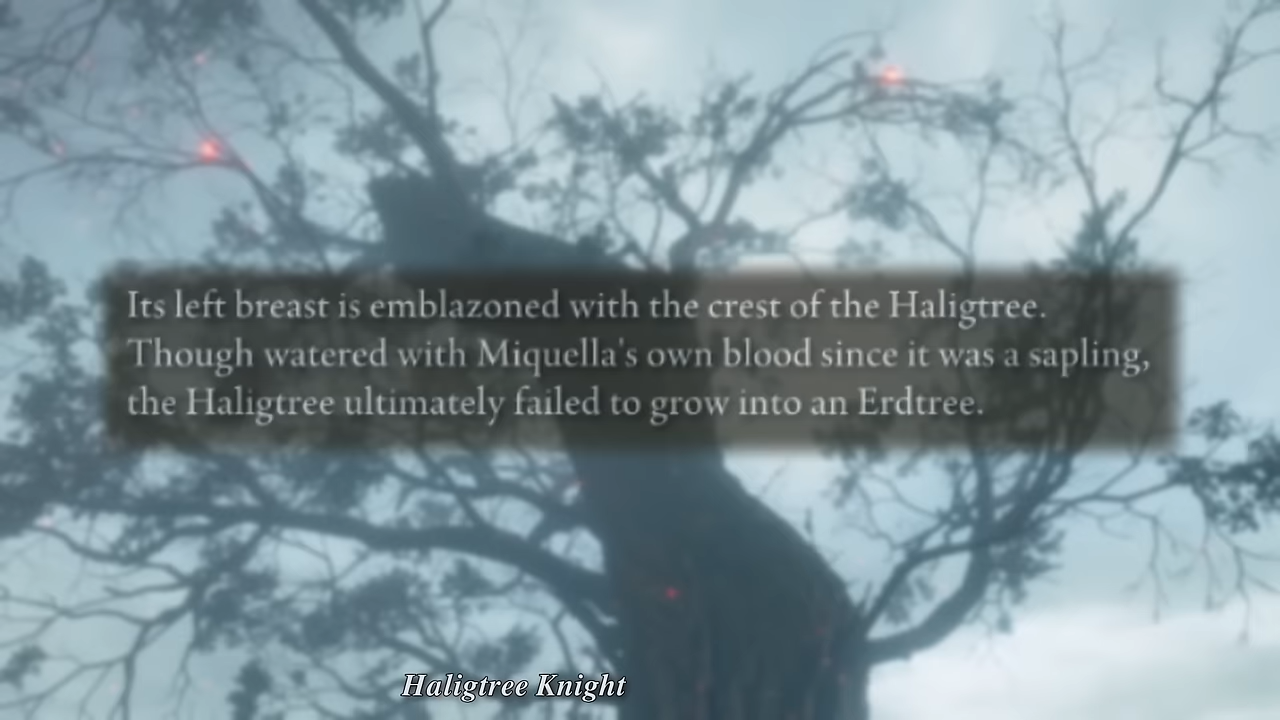 Its left breast is emblazoned with the crest of the Haligtree.
Though watered with Miquella's own blood since it was a sapling,
the Haligtree ultimately failed to grow into an Erdtree.
Haligtree Knight